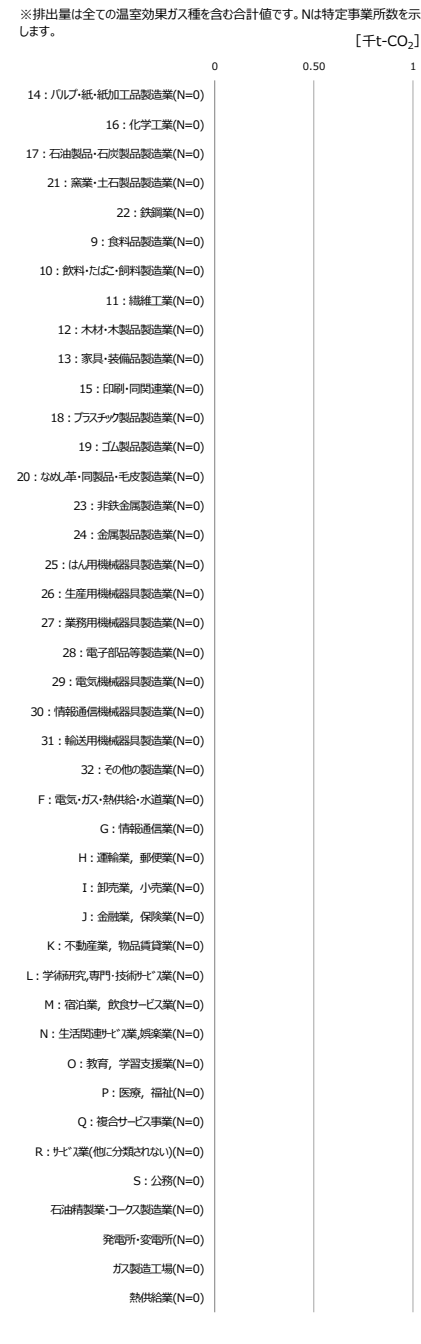 ※排出量は全ての温室効果ガス種を含む合計値です。Nは特定事業所数を示
します。
[千t-CO₂]
0 0.50 1
14：パルプ・紙・紙加工品製造業(N=0)
16：化学工業(N=0)
17：石油製品・石炭製品製造業(N=0)
21：窯業・土石製品製造業(N=0)
22：鉄鋼業(N=0)
9：食料品製造業(N=0)
10：飲料・たばこ・飼料製造業(N=0)
11：繊維工業(N=0)
12：木材・木製品製造業(N=0)
13：家具・装備品製造業(N=0)
15：印刷・同関連業(N=0)
18：プラスチック製品製造業(N=0)
19：ゴム製品製造業(N=0)
20：なめし革・同製品・毛皮製造業(N=0)
23：非鉄金属製造業(N=0)
24：金属製品製造業(N=0)
25：はん用機械器具製造業(N=0)
26：生産用機械器具製造業(N=0)
27：業務用機械器具製造業(N=0)
28：電子部品等製造業(N=0)
29：電気機械器具製造業(N=0)
30：情報通信機械器具製造業(N=0)
31：輸送用機械器具製造業(N=0)
32：その他の製造業(N=0)
F：電気・ガス・熱供給・水道業(N=0)
G：情報通信業(N=0)
H：運輸業，郵便業(N=0)
I：卸売業，小売業(N=0)
J：金融業，保険業(N=0)
K：不動産業，物品賃貸業(N=0)
L：学術研究,専門・技術ｻｰﾋﾞｽ業(N=0)
M：宿泊業，飲食サービス業(N=0)
N：生活関連ｻｰﾋﾞｽ業,娯楽業(N=0)
O：教育，学習支援業(N=0)
P：医療，福祉(N=0)
Q：複合サービス事業(N=0)
R：ｻｰﾋﾞｽ業(他に分類されない)(N=0)
S：公務(N=0)
石油精製業・コークス製造業(N=0)
発電所・変電所(N=0)
ガス製造工場(N=0)
熱供給業(N=0)